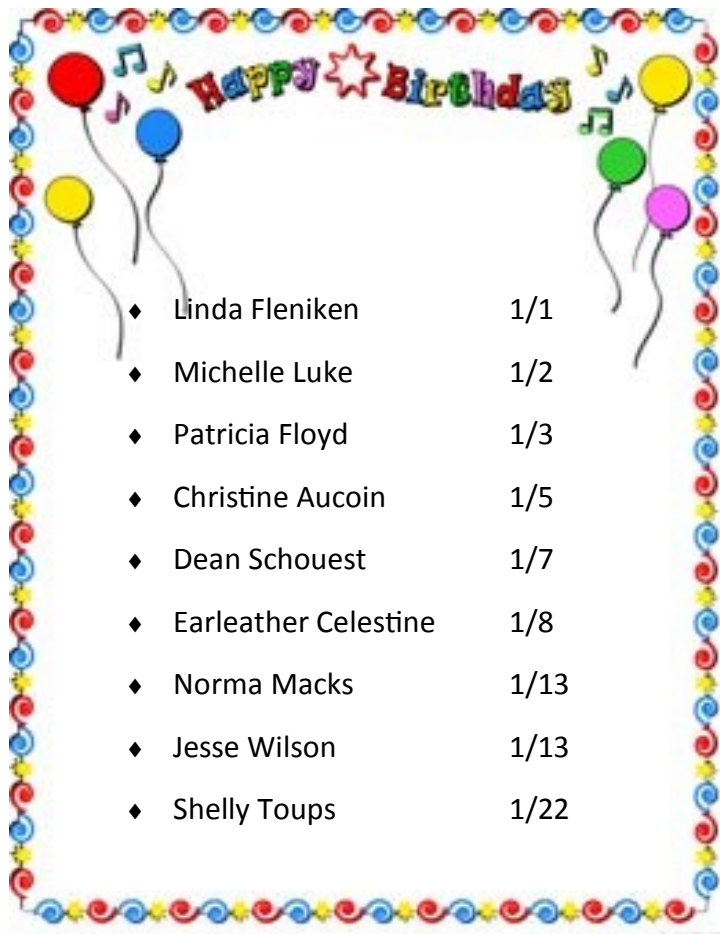 Happy Birthday
♦ Linda Fleniken 1/1
♦ Michelle Luke 1/2
♦ Patricia Floyd 1/3
♦ Christine Aucoin 1/5
♦ Dean Schouest 1/7
♦ Earleather Celestine 1/8
♦ Norma Macks 1/13
♦ Jesse Wilson 1/13
♦ Shelly Toups 1/22